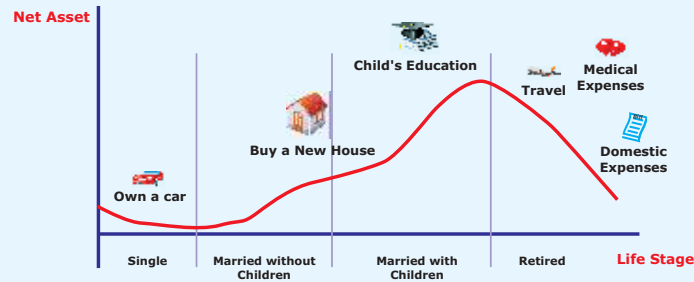 Net Asset
Child's Education
Travel
Medical
Expenses
Buy a New House
Domestic
Expenses
Own a car
Single
Married without
Children
Married with
Children
Retired
Life Stage